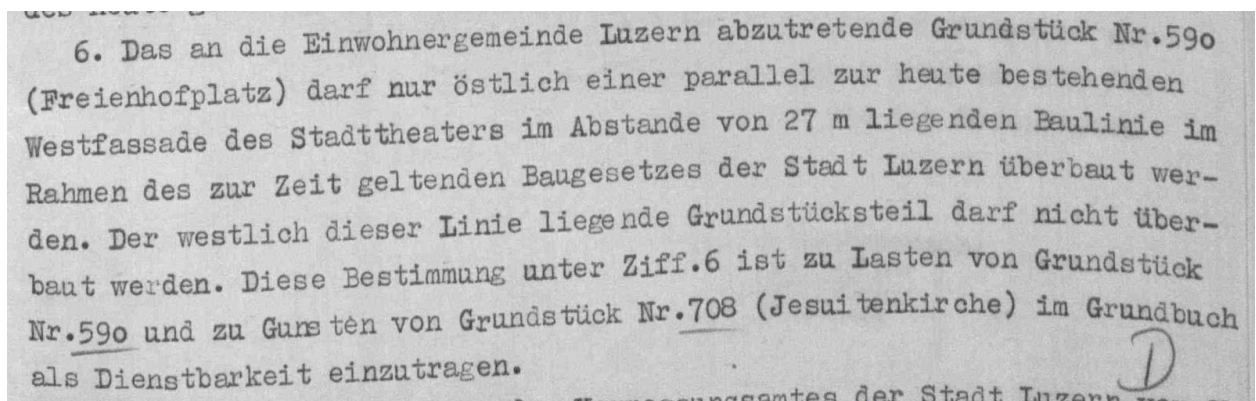 6. Das an die Einwohnergemeinde Luzern abzutretende Grundstück Nr.59o
(Freienhofplatz) darf nur östlich einer parallel zur heute bestehenden
Westfassade des Stadttheaters im Abstande von 27 m liegenden Baulinie im
Rahmen des zur Zeit geltenden Baugesetzes der Stadt Luzern überbaut wer-
den. Der westlich dieser Linie liegende Grundstücksteil darf nicht über-
baut werden. Diese Bestimmung unter Ziff.6 ist zu Lasten von Grundstück
Nr.59o und zu Gunsten von Grundstück Nr.708 (Jesuitenkirche) im Grundbuch
als Dienstbarkeit einzutragen.
D
der Stadt Luzern